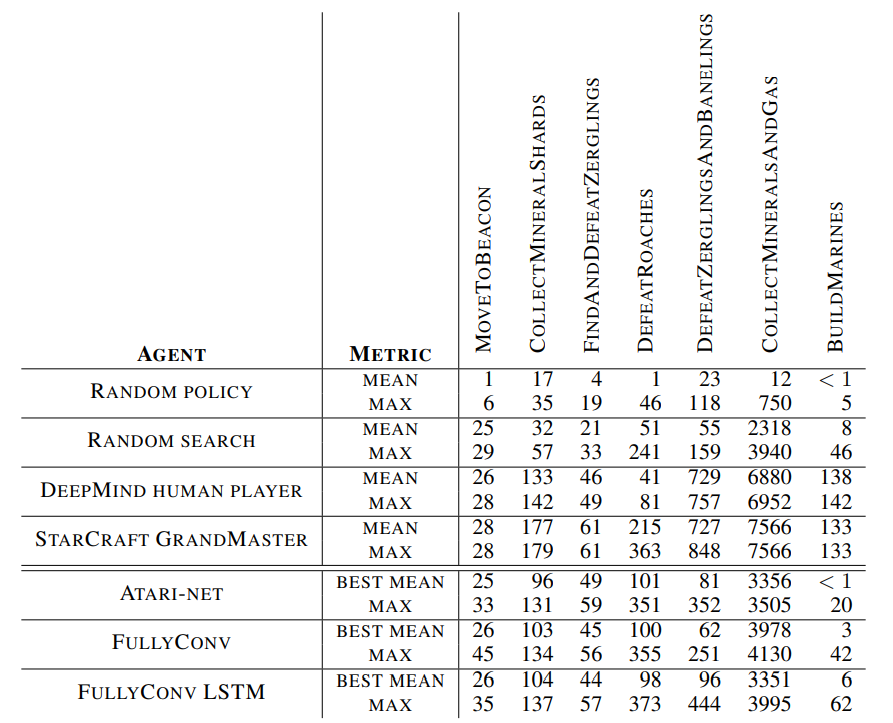 AGENT METRIC MOVETOBEACON COLLECTMINERALSHARDS FINDANDDEFEATZERGLINGS DEFEATROACHES DEFEATZERGLINGSANDBANELINGS COLLECTMINERALSANDGAS BUILDMARINES
RANDOM POLICY MEAN 1 17 4 1 23 12 < 1
MAX 6 35 19 46 118 750 5
RANDOM SEARCH MEAN 25 32 21 51 55 2318 8
MAX 29 57 33 241 159 3940 46
DEEPMIND HUMAN PLAYER MEAN 26 133 46 41 729 6880 138
MAX 28 142 49 81 757 6952 142
STARCRAFT GRANDMASTER MEAN 28 177 61 215 727 7566 133
MAX 28 179 61 363 848 7566 133
ATARI-NET BEST MEAN 25 96 49 101 81 3356 < 1
MAX 33 131 59 351 352 3505 20
FULLYCONV BEST MEAN 26 103 45 100 62 3978 3
MAX 45 134 56 355 251 4130 42
FULLYCONV LSTM BEST MEAN 26 104 44 98 96 3351 6
MAX 35 137 57 373 444 3995 62